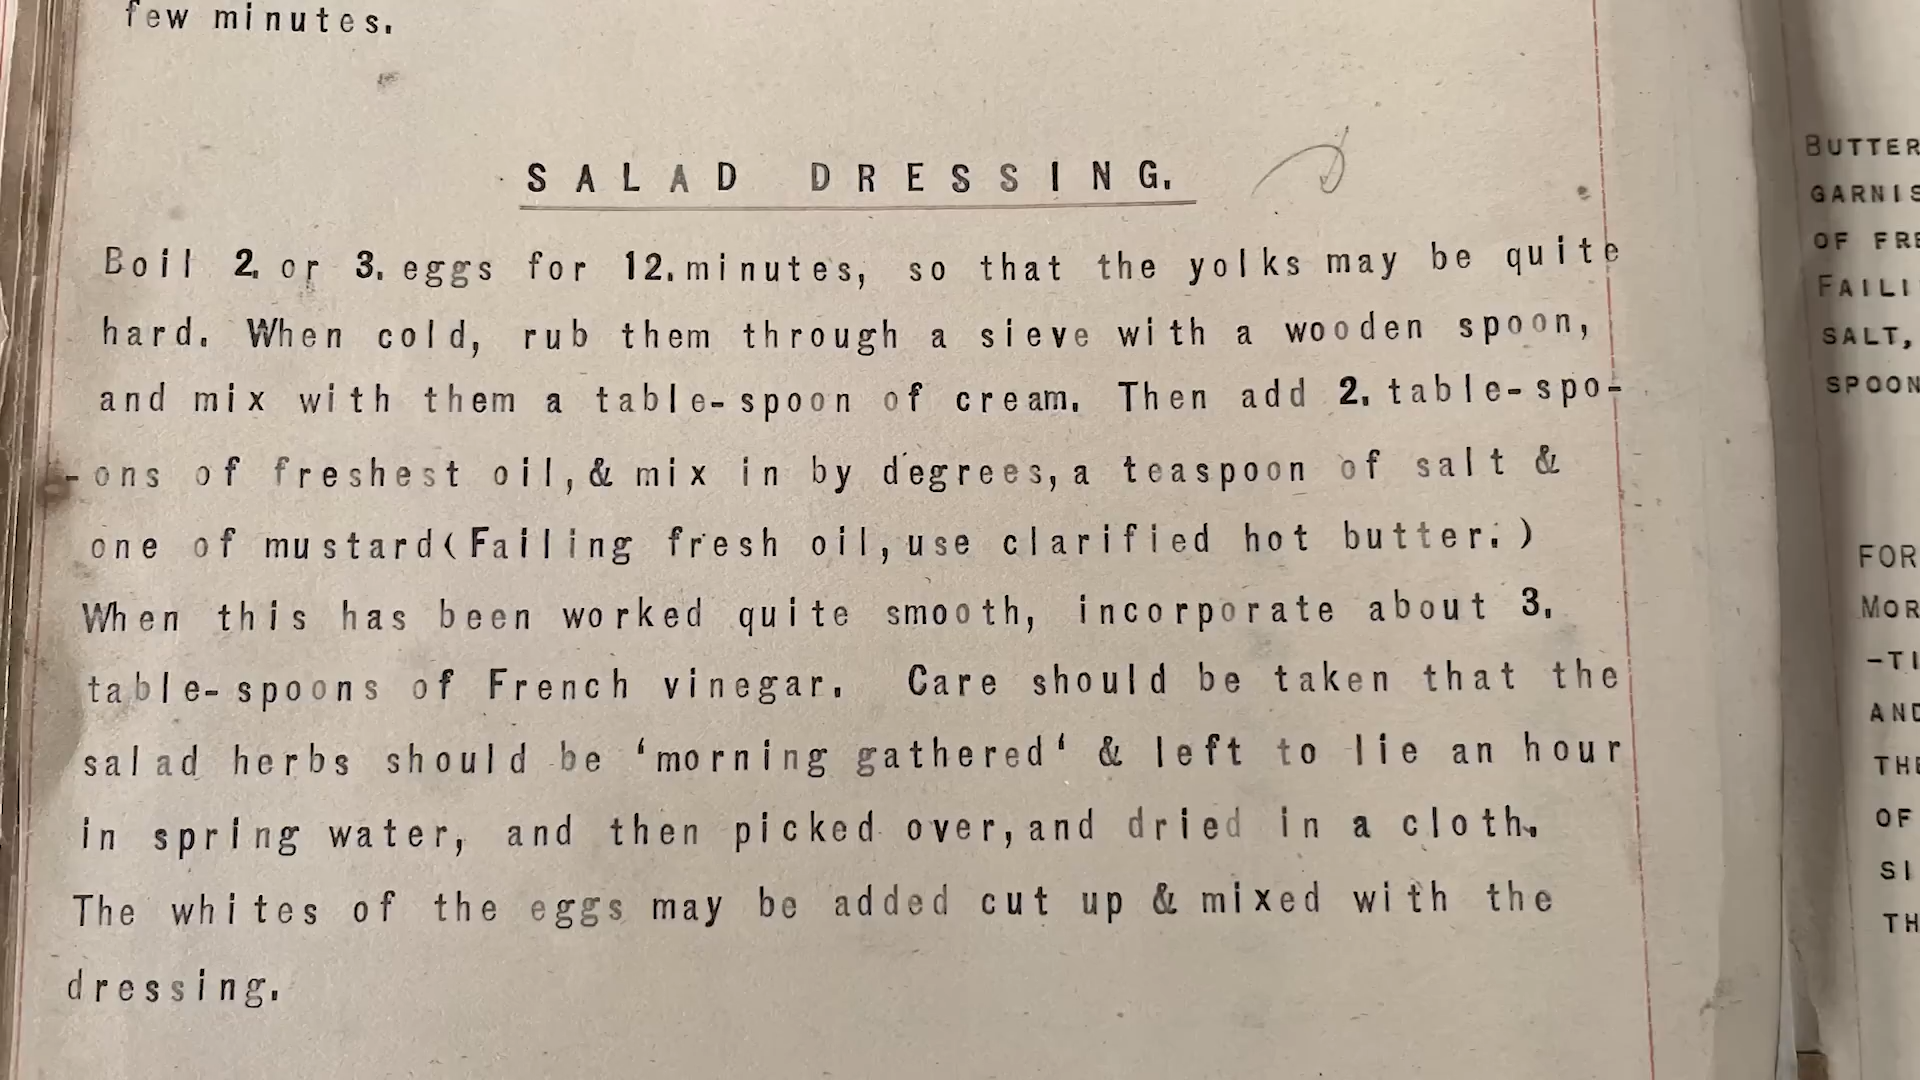 few minutes.
SALAD DRESSING.
Boil 2. or 3. eggs for 12. minutes, so that the yolks may be quite
hard. When cold, rub them through a sieve with a wooden spoon,
and mix with them a table-spoon of cream. Then add 2. table-spo-
-ons of freshest oil, & mix in by degrees, a teaspoon of salt &
one of mustard (Failing fresh oil, use clarified hot butter.)
When this has been worked quite smooth, incorporate about 3.
table-spoons of French vinegar. Care should be taken that the
salad herbs should be ‘morning gathered‘ & left to lie an hour
in spring water, and then picked over, and dried in a cloth.
The whites of the eggs may be added cut up & mixed with the
dressing.
BUTTER
GARNIS
OF FRE
FAILI
SALT,
SPOON
FOR
MOR
-TI
AND
THE
OF
SI
TH